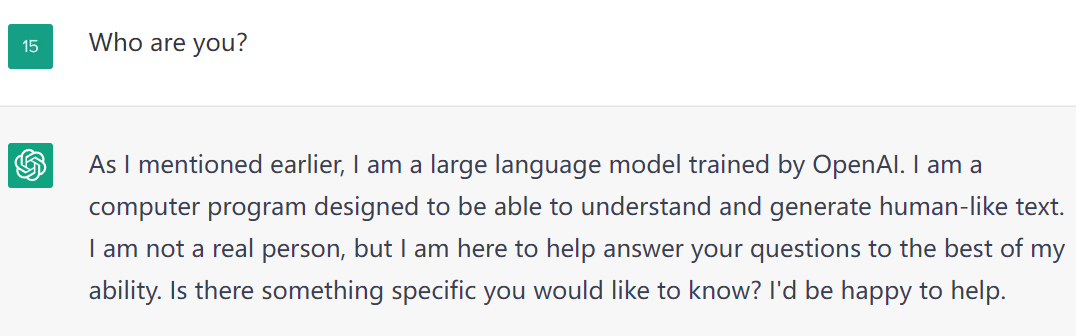 15
Who are you?
As I mentioned earlier, I am a large language model trained by OpenAI. I am a
computer program designed to be able to understand and generate human-like text.
I am not a real person, but I am here to help answer your questions to the best of my
ability. Is there something specific you would like to know? I'd be happy to help.